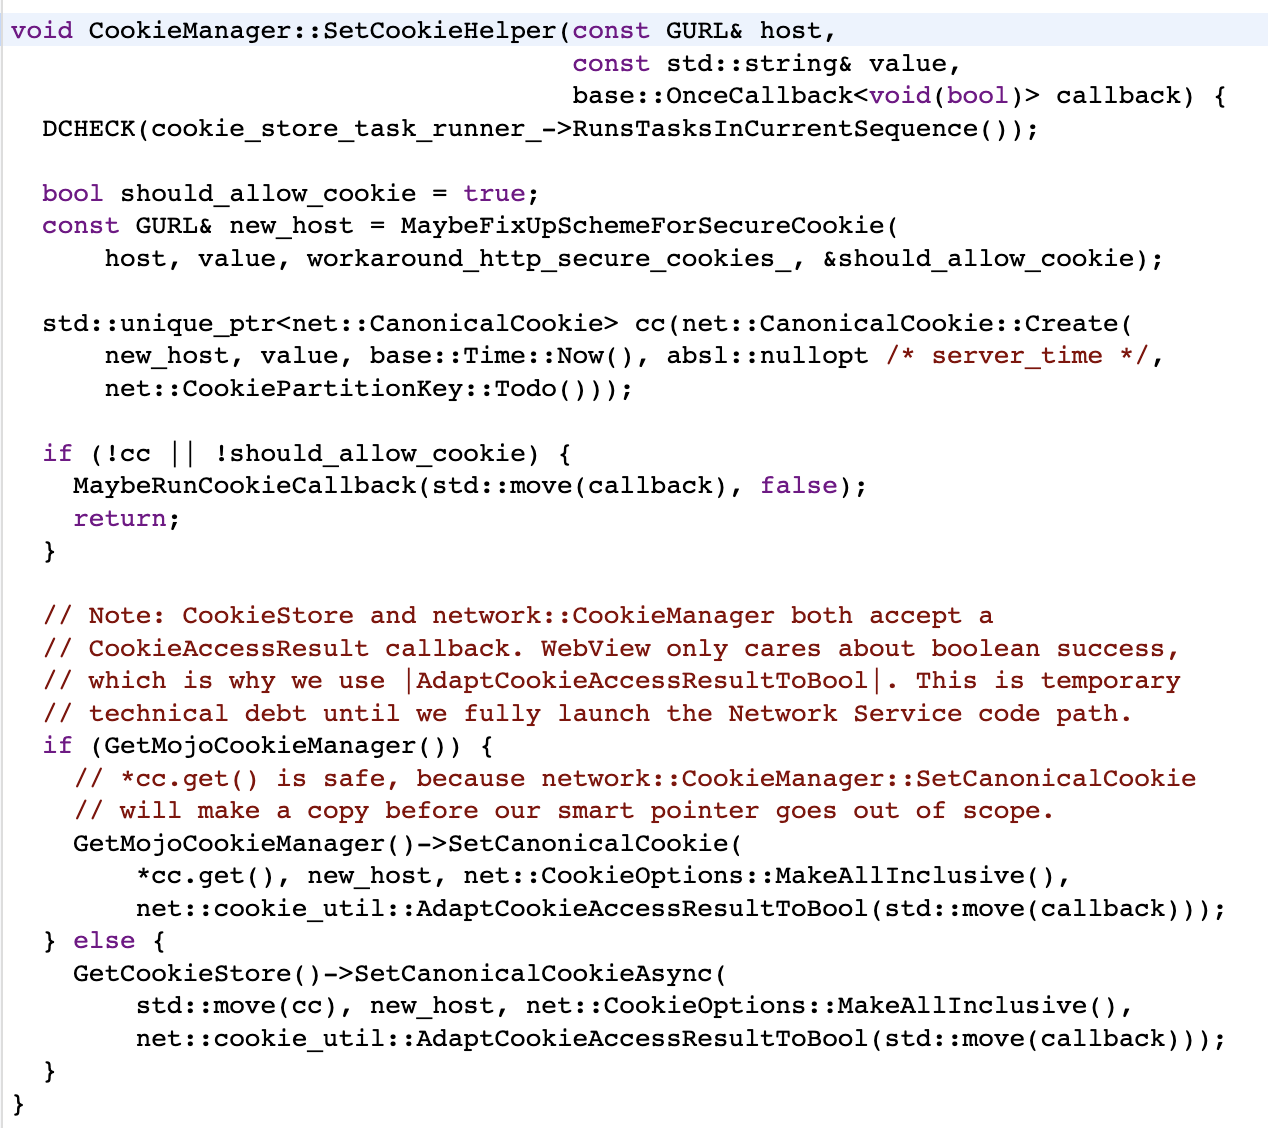 void CookieManager::SetCookieHelper(const GURL& host,
                                    const std::string& value,
                                    base::OnceCallback<void(bool)> callback) {
  DCHECK(cookie_store_task_runner_->RunsTasksInCurrentSequence());

  bool should_allow_cookie = true;
  const GURL& new_host = MaybeFixUpSchemeForSecureCookie(
      host, value, workaround_http_secure_cookies_, &should_allow_cookie);

  std::unique_ptr<net::CanonicalCookie> cc(net::CanonicalCookie::Create(
      new_host, value, base::Time::Now(), absl::nullopt /* server_time */,
      net::CookiePartitionKey::Todo()));

  if (!cc || !should_allow_cookie) {
    MaybeRunCookieCallback(std::move(callback), false);
    return;
  }

  // Note: CookieStore and network::CookieManager both accept a
  // CookieAccessResult callback. WebView only cares about boolean success,
  // which is why we use |AdaptCookieAccessResultToBool|. This is temporary
  // technical debt until we fully launch the Network Service code path.
  if (GetMojoCookieManager()) {
    // *cc.get() is safe, because network::CookieManager::SetCanonicalCookie
    // will make a copy before our smart pointer goes out of scope.
    GetMojoCookieManager()->SetCanonicalCookie(
        *cc.get(), new_host, net::CookieOptions::MakeAllInclusive(),
        net::cookie_util::AdaptCookieAccessResultToBool(std::move(callback)));
  } else {
    GetCookieStore()->SetCanonicalCookieAsync(
        std::move(cc), new_host, net::CookieOptions::MakeAllInclusive(),
        net::cookie_util::AdaptCookieAccessResultToBool(std::move(callback)));
  }
}